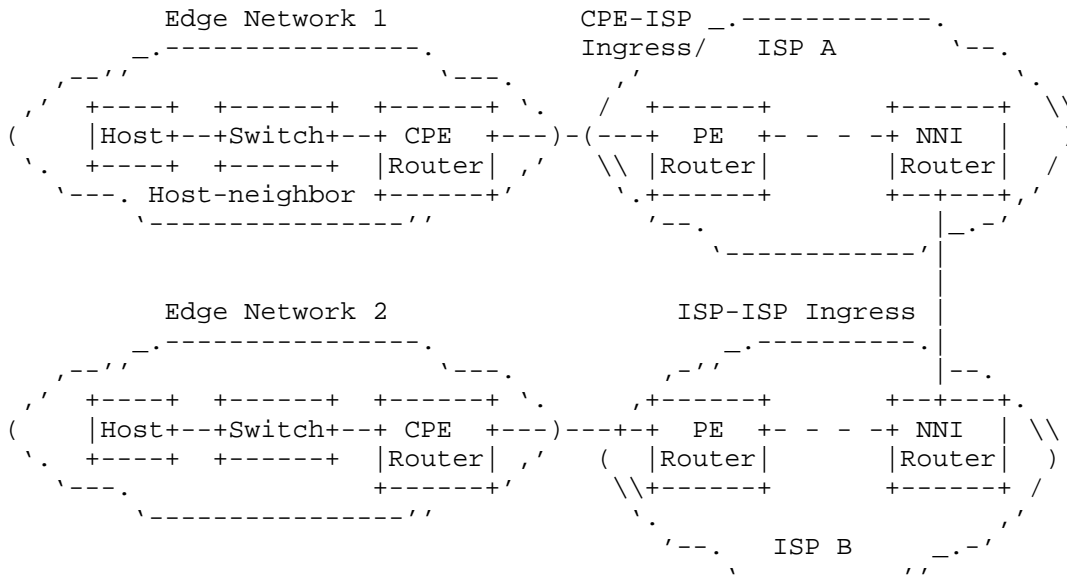 Edge Network 1 CPE-ISP
Ingress/ ISP A
Host Switch CPE PE NNI
Router Router Router
Host-neighbor
Edge Network 2 ISP-ISP Ingress
Host Switch CPE PE NNI
Router Router Router
ISP B